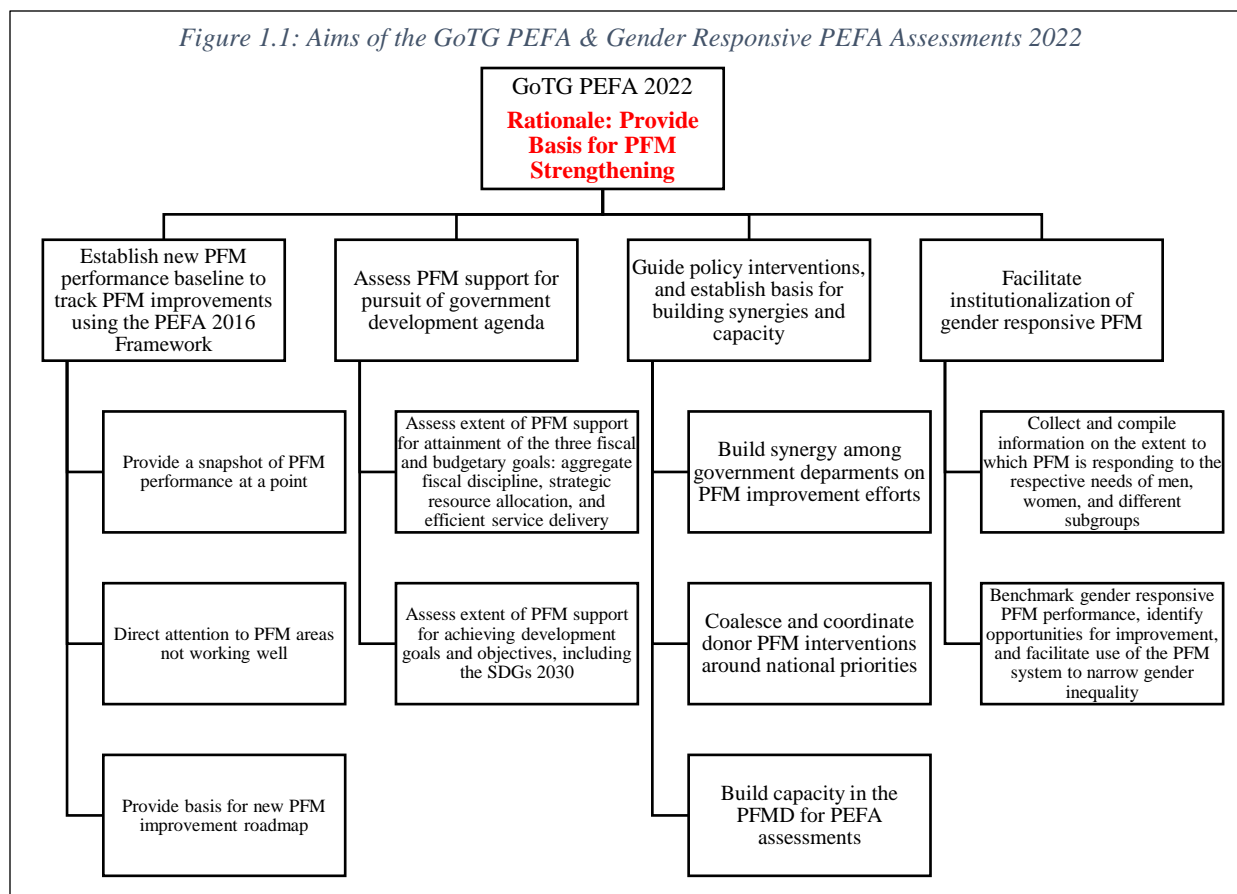 Figure 1.1: Aims of the GoTG PEFA & Gender Responsive PEFA Assessments 2022
GoTG PEFA 2022
Rationale: Provide
Basis for PFM
Strengthening
Establish new PFM
performance baseline to
track PFM improvements
using the PEFA 2016
Framework
Provide a snapshot of PFM
performance at a point
Direct attention to PFM areas
not working well
Provide basis for new PFM
improvement roadmap
Assess PFM support for
pursuit of government
development agenda
Assess extent of PFM support
for attainment of the three fiscal
and budgetary goals: aggregate
fiscal discipline, strategic
resource allocation, and
efficient service delivery
Assess extent of PFM support
for achieving development
goals and objectives, including
the SDGs 2030
Guide policy interventions,
and establish basis for
building synergies and
capacity
Build synergy among
government deparments on
PFM improvement efforts
Coalesce and coordinate
donor PFM interventions
around national priorities
Build capacity in the
PFMD for PEFA
assessments
Facilitate
institutionalization of
gender responsive PFM
Collect and compile
information on the extent to
which PFM is responding to the
respective needs of men,
women, and different
subgroups
Benchmark gender responsive
PFM performance, identify
opportunities for improvement,
and facilitate use of the PFM
system to narrow gender
inequality